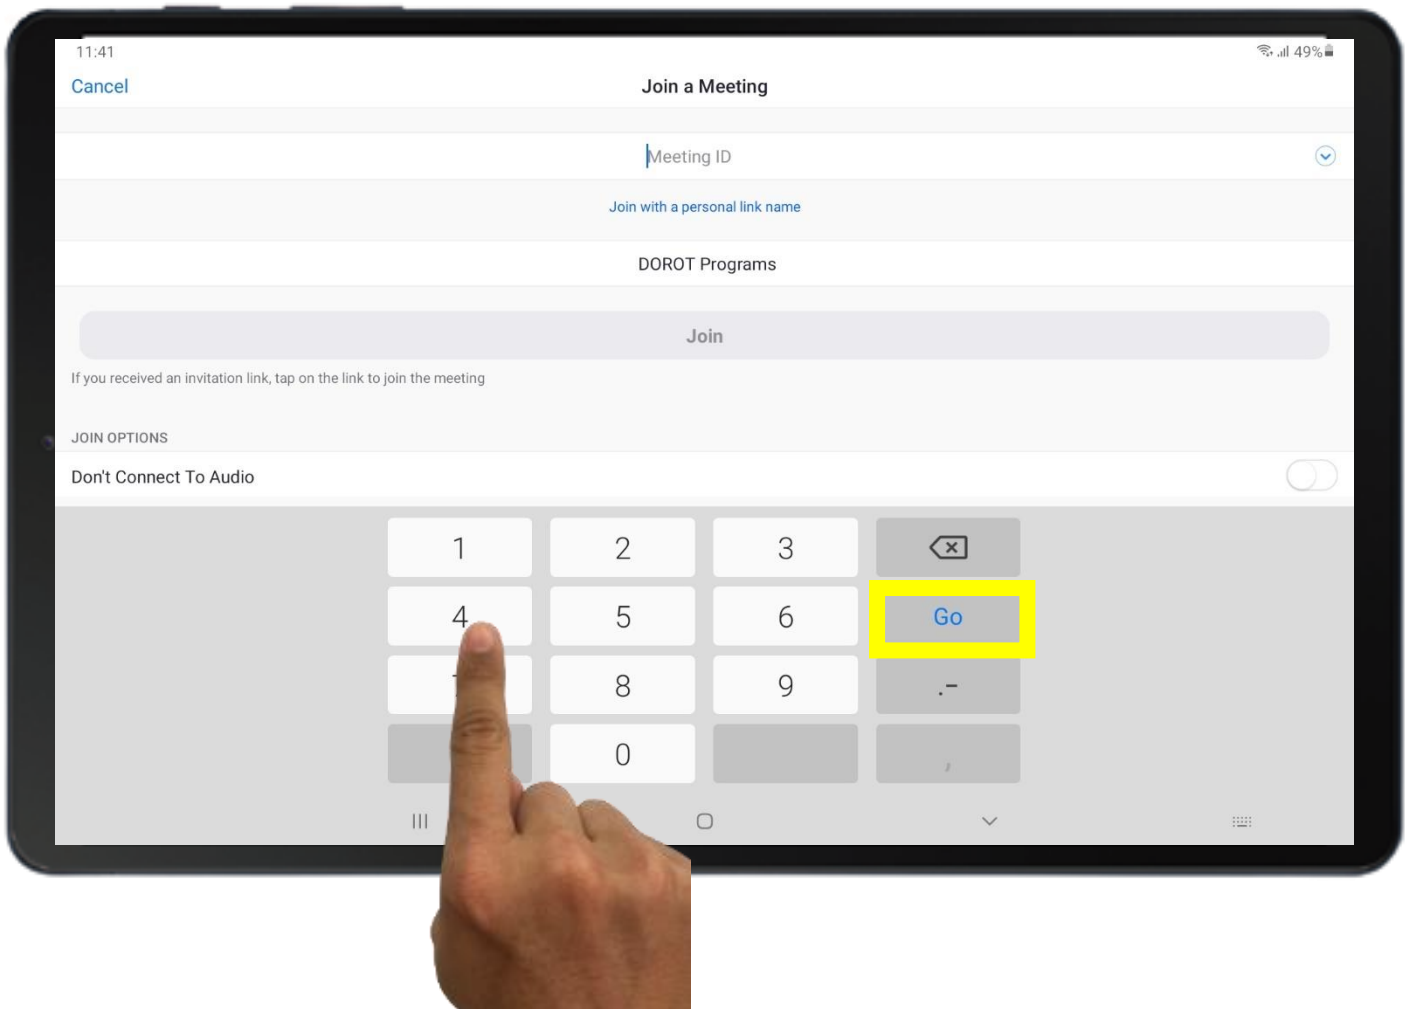 11:41 49%
Cancel Join a Meeting
Meeting ID
Join with a personal link name
DOROT Programs
Join
If you received an invitation link, tap on the link to join the meeting
JOIN OPTIONS
Don't Connect To Audio
1 2 3
4 5 6 Go
8 9 .-
0 ,